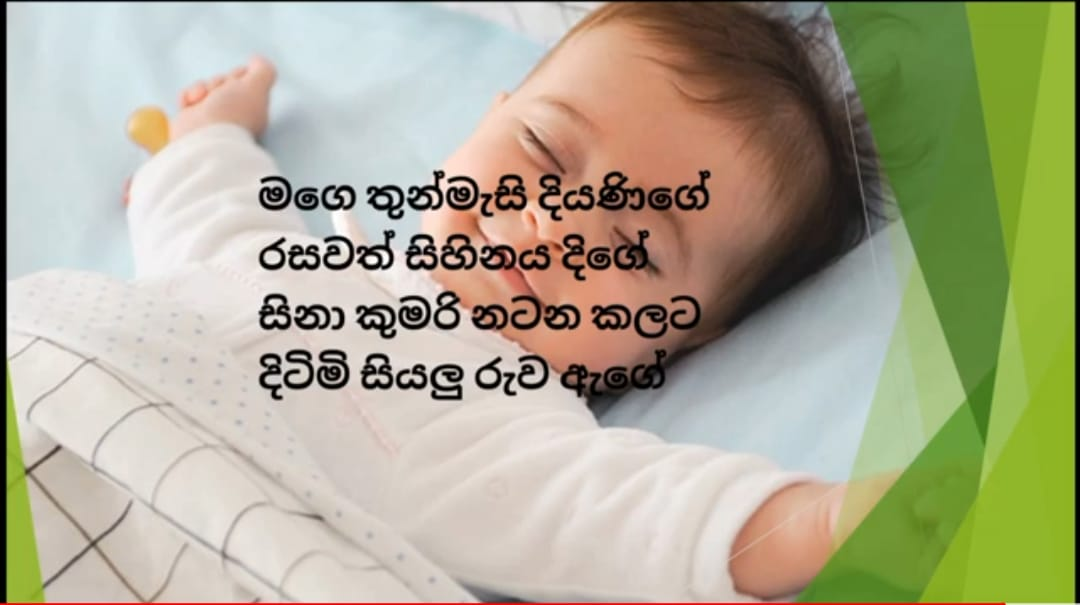 මගෙ තුන්මැසි දියණිගේ
රසවත් සිහිනය දිගේ
සිනා කුමරි නටන කලට
දිටිමි සියලු රුව ඇගේ